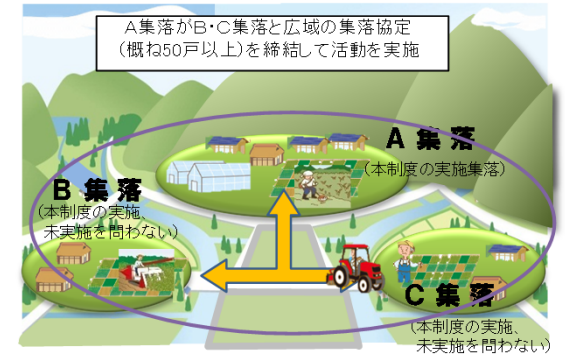 A集落がB・C集落と広域の集落協定
(概ね50戸以上)を締結して活動を実施
A 集 落
(本制度の実施集落)
B 集 落
(本制度の実施、
未実施を問わない)
C 集 落
(本制度の実施、
未実施を問わない)